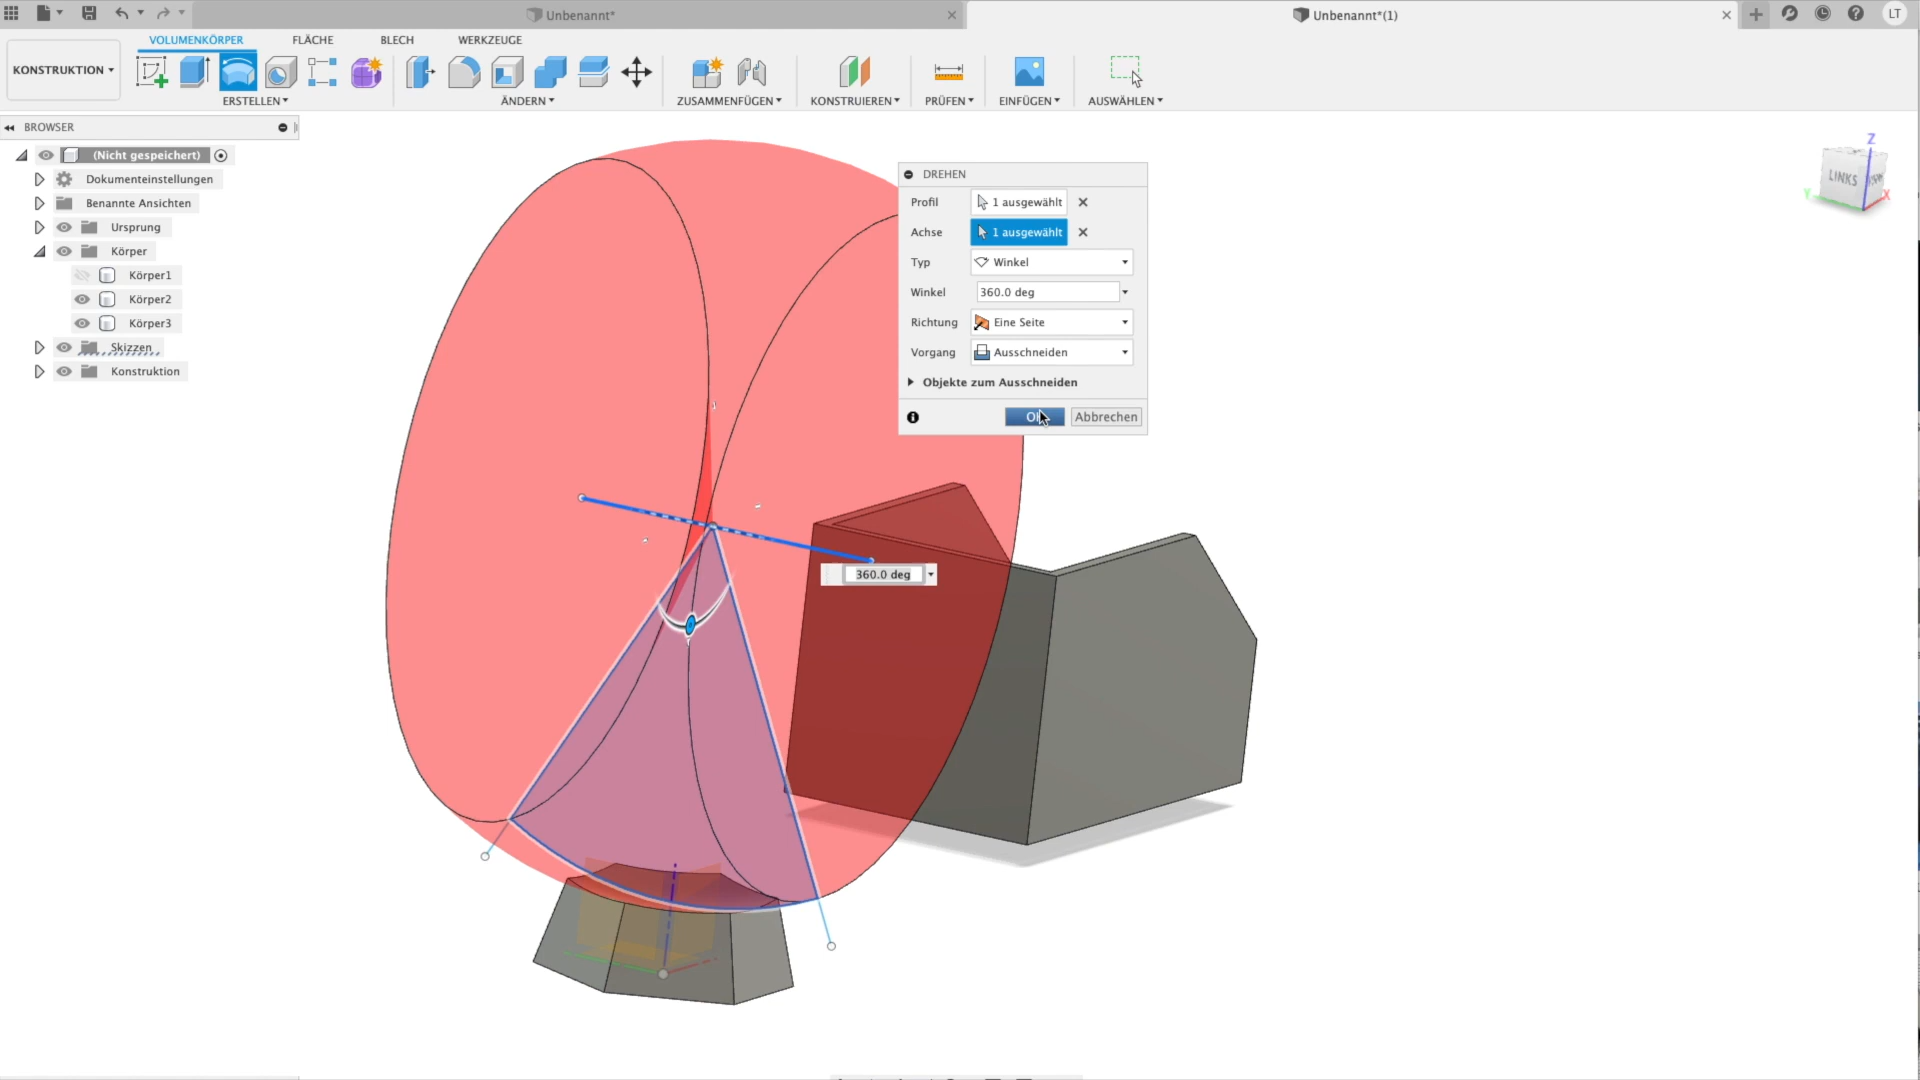 Unbenannt*
Unbenannt*(1)
LT
VOLUMENKÖRPER
FLÄCHE
BLECH
WERKZEUGE
KONSTRUKTION
ERSTELLEN
ÄNDERN
ZUSAMMENFÜGEN
KONSTRUIEREN
PRÜFEN
EINFÜGEN
AUSWÄHLEN
BROWSER
(Nicht gespeichert)
Dokumenteinstellungen
Benannte Ansichten
Ursprung
Körper
Körper1
Körper2
Körper3
Skizzen
Konstruktion
DREHEN
Profil
1 ausgewählt
Achse
1 ausgewählt
Typ
Winkel
Winkel
360.0 deg
Richtung
Eine Seite
Vorgang
Ausschneiden
Objekte zum Ausschneiden
Abbrechen
360.0 deg
Z
LINKS
Y
X